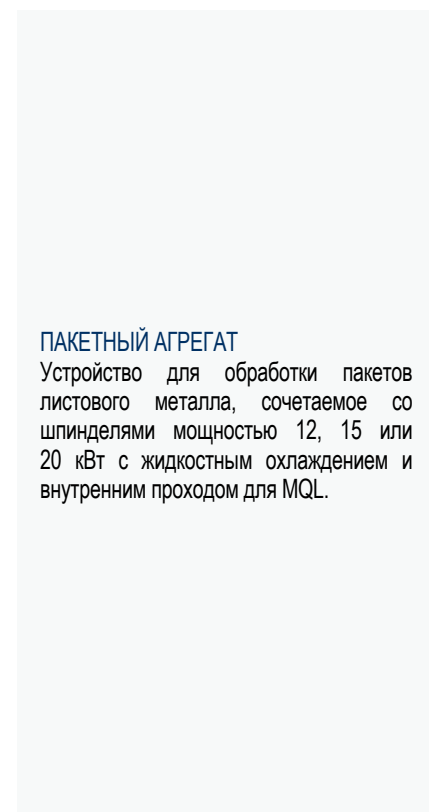 ПАКЕТНЫЙ АГРЕГАТ
Устройство для обработки пакетов
листового металла, сочетаемое со
шпинделями мощностью 12, 15 или
20 кВт с жидкостным охлаждением и
внутренним проходом для MQL.